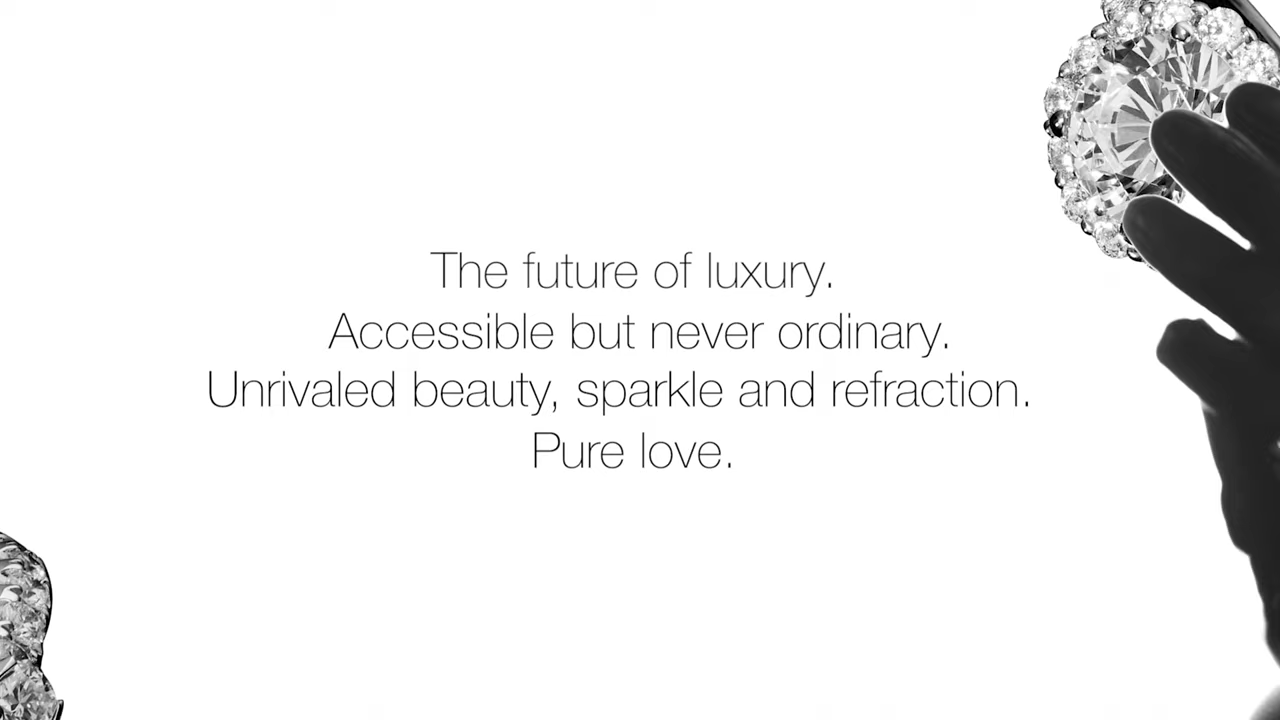 The future of luxury.
Accessible but never ordinary.
Unrivaled beauty, sparkle and refraction.
Pure love.